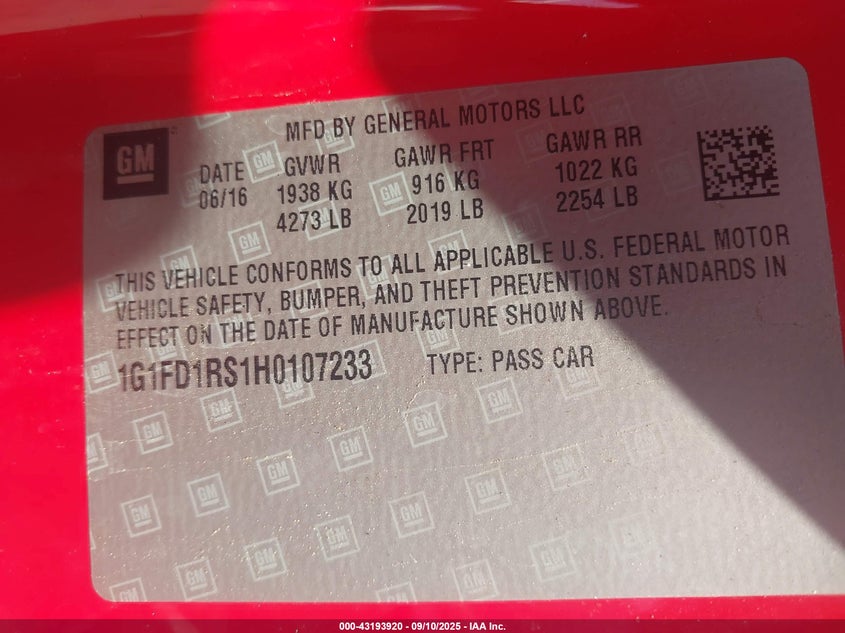 GM
MFD BY GENERAL MOTORS LLC
DATE GVWR GAWR FRT GAWR RR
06/16 1938 KG 916 KG 1022 KG
4273 LB 2019 LB 2254 LB
THIS VEHICLE CONFORMS TO ALL APPLICABLE U.S. FEDERAL MOTOR
VEHICLE SAFETY, BUMPER, AND THEFT PREVENTION STANDARDS IN
EFFECT ON THE DATE OF MANUFACTURE SHOWN ABOVE.
1G1FD1RS1H0107233 TYPE: PASS CAR
000-43193920 - 09/10/2025 - IAA Inc.